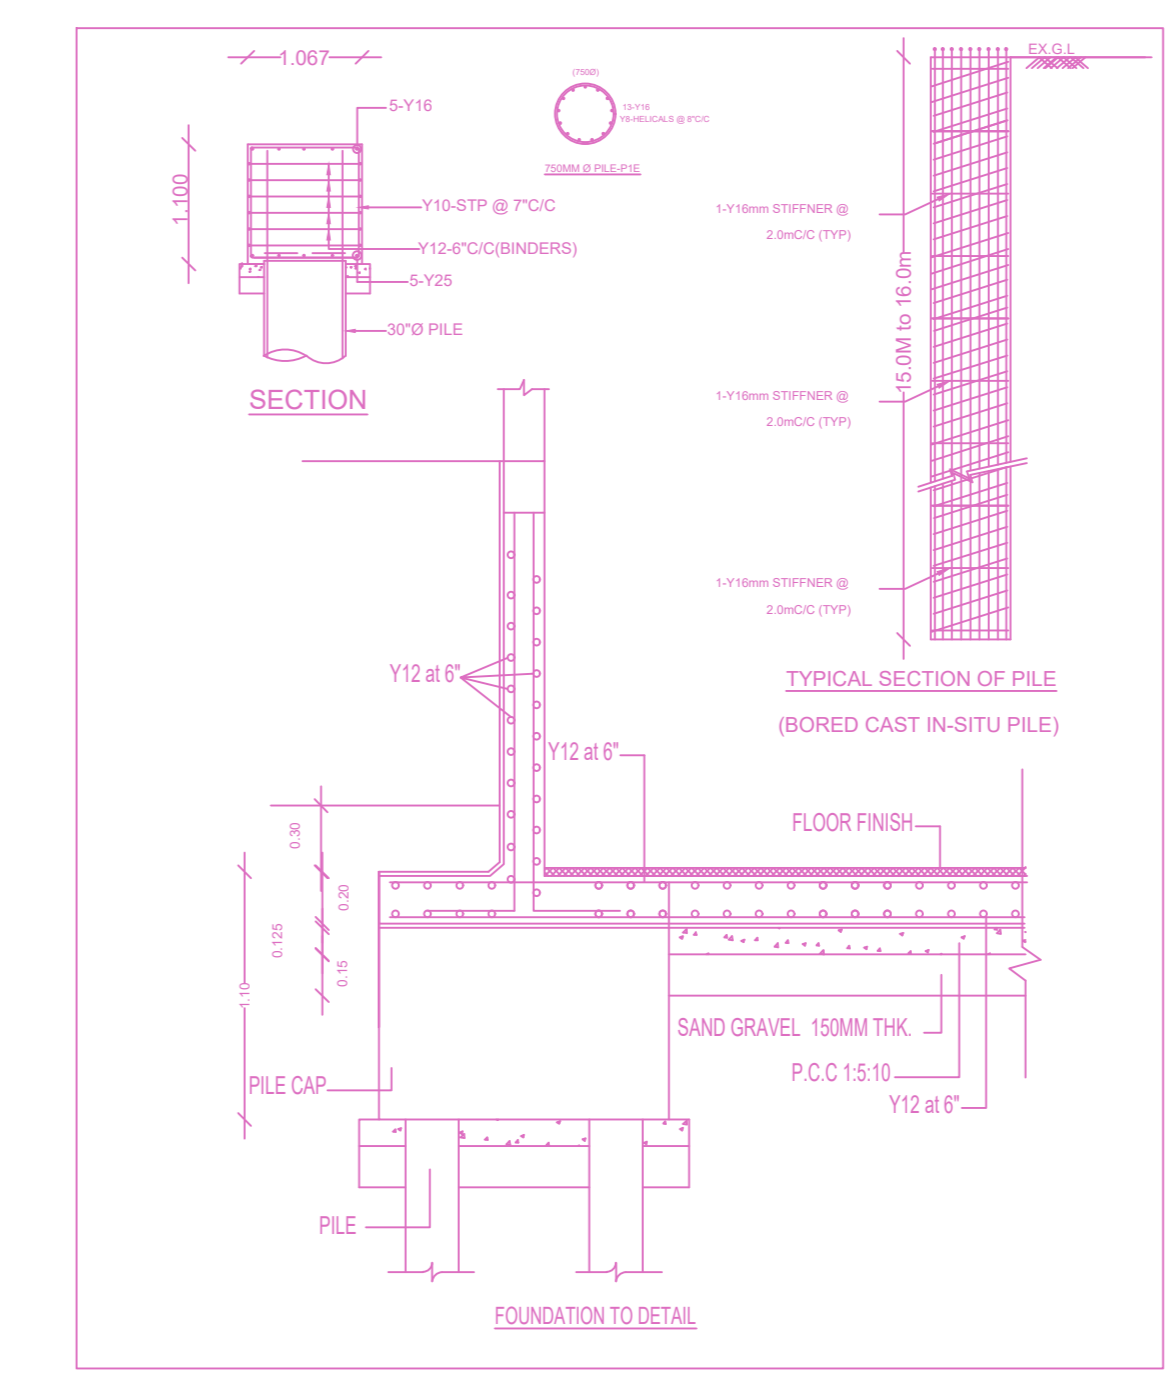 1.067
5-Y16
1.100
Y10-STP @ 7"C/C
Y12-6"C/C(BINDERS)
5-Y25
30"Ø PILE
SECTION
(750Ø)
13-Y16
Y8-HELICALS @ 8"C/C
750MM Ø PILE-P1E
EX.G.L
1-Y16mm STIFFNER @
2.0mC/C (TYP)
15.0M to 16.0m
1-Y16mm STIFFNER @
2.0mC/C (TYP)
1-Y16mm STIFFNER @
2.0mC/C (TYP)
TYPICAL SECTION OF PILE
(BORED CAST IN-SITU PILE)
Y12 at 6"
Y12 at 6"
FLOOR FINISH
0.30
0.20
0.125
0.15
1.10
SAND GRAVEL 150MM THK.
P.C.C 1:5:10
Y12 at 6"
PILE CAP
PILE
FOUNDATION TO DETAIL